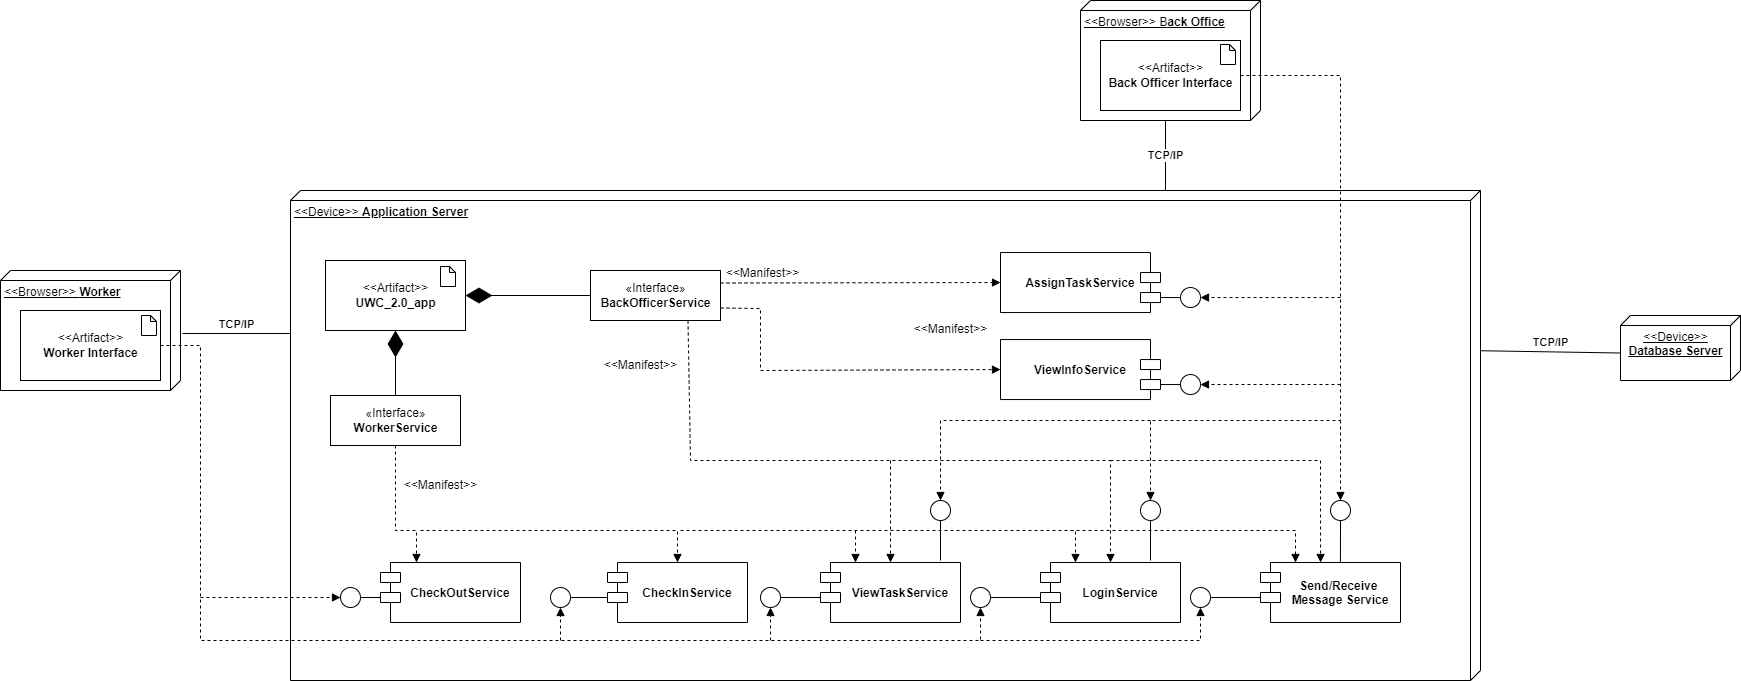 <<Browser>> Back Office
<<Artifact>>
Back Officer Interface
TCP/IP
<<Device>> Application Server
<<Browser>> Worker
<<Artifact>>
Worker Interface
TCP/IP
<<Artifact>>
UWC_2.0_app
«Interface»
BackOfficerService
<<Manifest>>
AssignTaskService
<<Manifest>>
<<Manifest>>
ViewInfoService
TCP/IP
<<Device>>
Database Server
«Interface»
WorkerService
<<Manifest>>
CheckOutService
CheckInService
ViewTaskService
LoginService
Send/Receive
Message Service